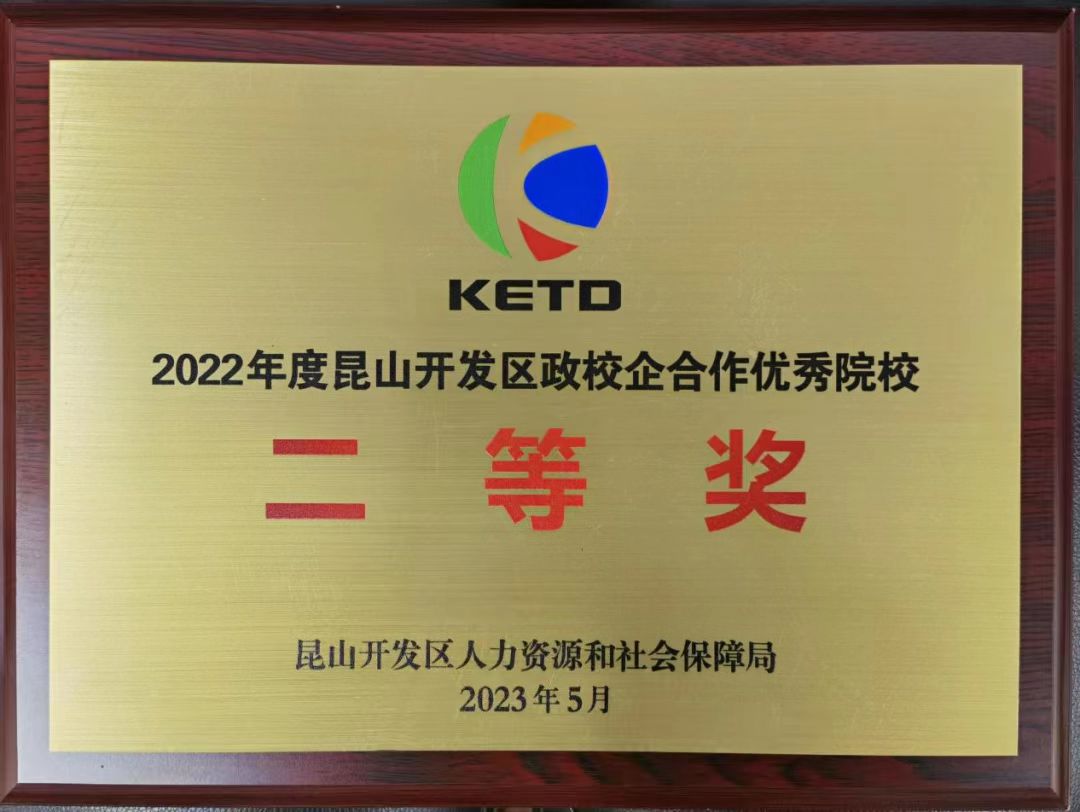 KETD
2022年度昆山开发区政校企合作优秀院校
二等奖
昆山开发区人力资源和社会保障局
2023年5月